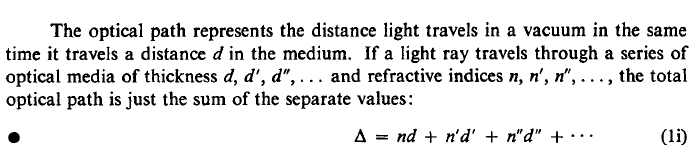 The optical path represents the distance light travels in a vacuum in the same
time it travels a distance d in the medium. If a light ray travels through a series of
optical media of thickness d, d', d", . . . and refractive indices n, n', n", . . . , the total
optical path is just the sum of the separate values:
● Δ = nd + n'd' + n"d" + ··· (1i)